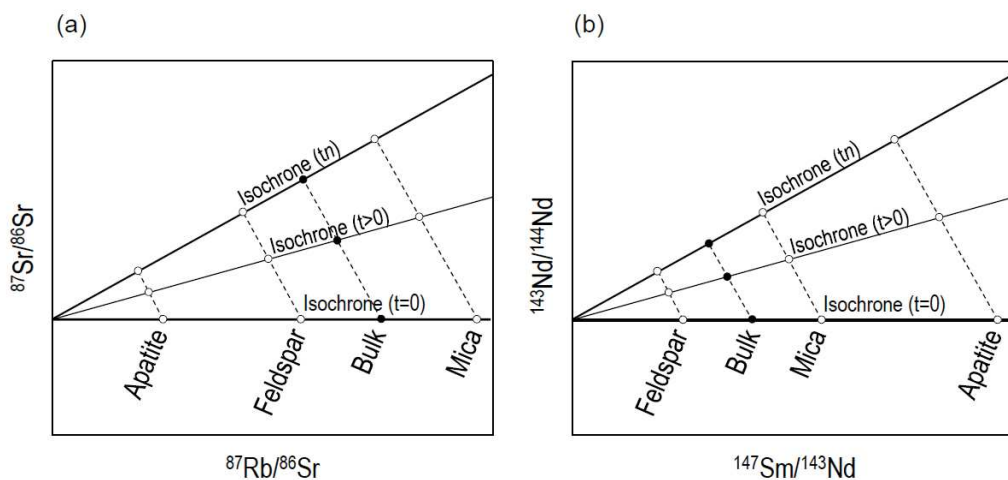 (a)
⁸⁷Sr/⁸⁶Sr
Isochrone (tn)
Isochrone (t>0)
Isochrone (t=0)
Apatite
Feldspar
Bulk
Mica
⁸⁷Rb/⁸⁶Sr
(b)
¹⁴³Nd/¹⁴⁴Nd
Isochrone (tn)
Isochrone (t>0)
Isochrone (t=0)
Feldspar
Bulk
Mica
Apatite
¹⁴⁷Sm/¹⁴³Nd